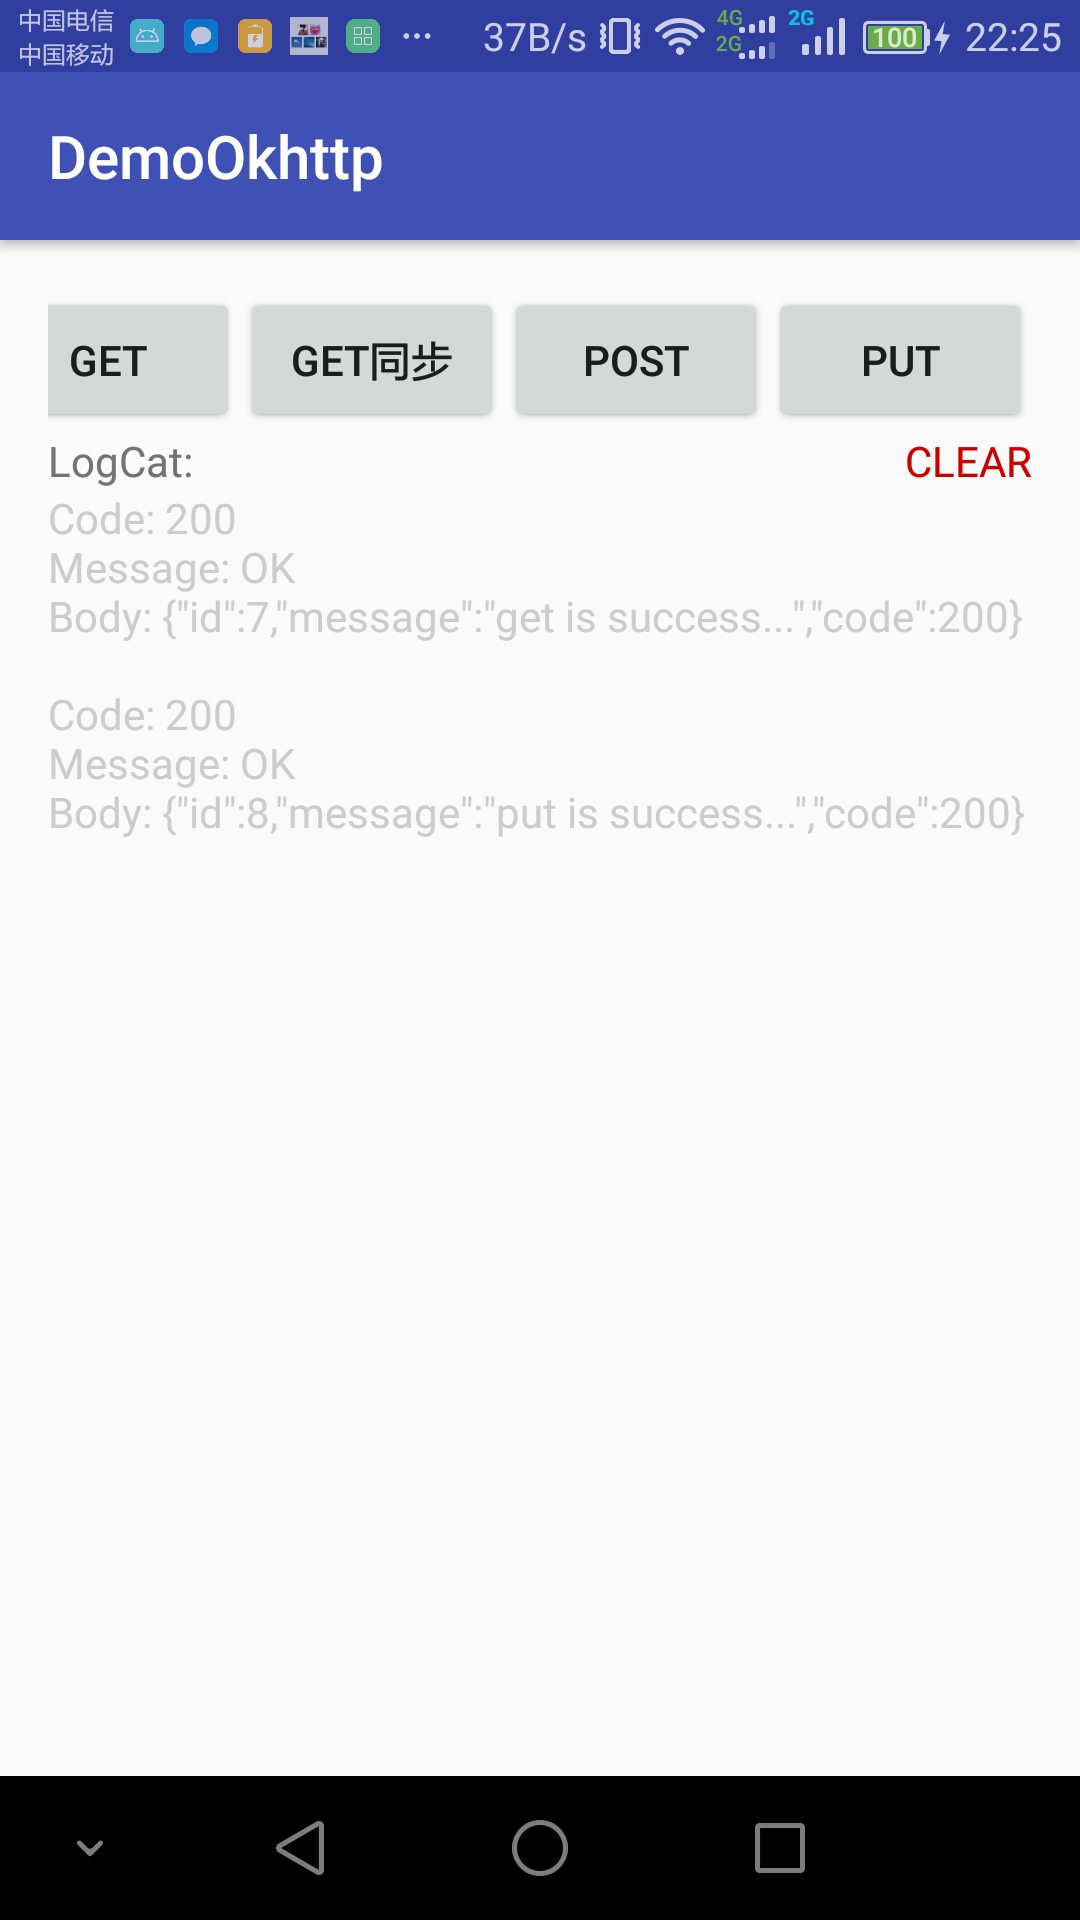 中国电信
中国移动
37B/s 4G 2G 2G 100 22:25
DemoOkhttp
GET GET同步 POST PUT
LogCat: CLEAR
Code: 200
Message: OK
Body: {"id":7,"message":"get is success...","code":200}
Code: 200
Message: OK
Body: {"id":8,"message":"put is success...","code":200}